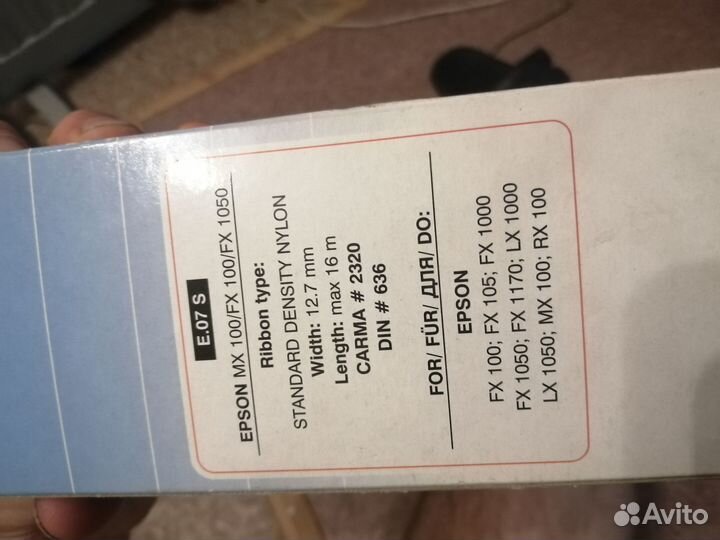 E.07 S
EPSON MX 100/FX 100/FX 1050
Ribbon type:
STANDARD DENSITY NYLON
Width: 12.7 mm
Length: max 16 m
CARMA # 2320
DIN # 636
FOR/ FÜR/ ДЛЯ/ DO:
EPSON
FX 100; FX 105; FX 1000
FX 1050; FX 1170; LX 1000
LX 1050; MX 100; RX 100
Avito